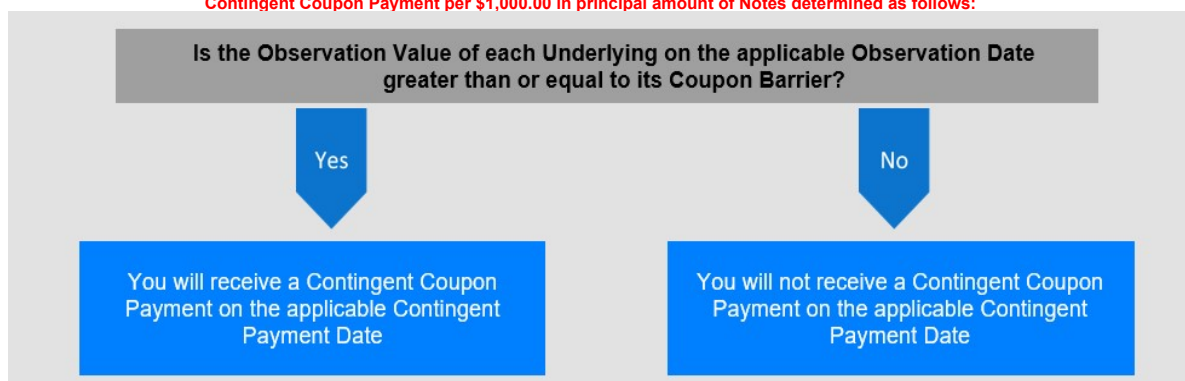 Contingent Coupon Payment per $1,000.00 in principal amount of Notes determined as follows:
Is the Observation Value of each Underlying on the applicable Observation Date
greater than or equal to its Coupon Barrier?
Yes
No
You will receive a Contingent Coupon
Payment on the applicable Contingent
Payment Date
You will not receive a Contingent Coupon
Payment on the applicable Contingent
Payment Date